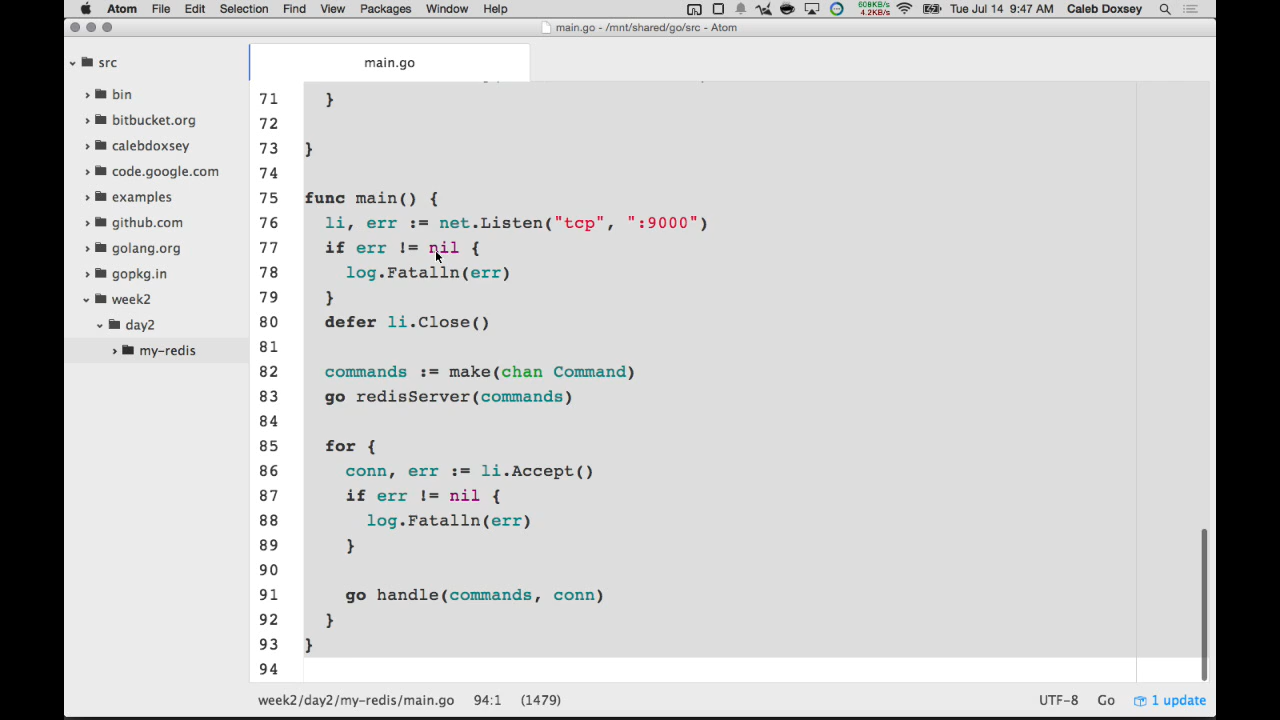 Atom File Edit Selection Find View Packages Window Help 608KB/s 4.2KB/s Tue Jul 14 9:47 AM Caleb Doxsey
main.go - /mnt/shared/go/src - Atom
src
bin
bitbucket.org
calebdoxsey
code.google.com
examples
github.com
golang.org
gopkg.in
week2
day2
my-redis
main.go
71 }
72
73 }
74
75 func main() {
76 li, err := net.Listen("tcp", ":9000")
77 if err != nil {
78 log.Fatalln(err)
79 }
80 defer li.Close()
81
82 commands := make(chan Command)
83 go redisServer(commands)
84
85 for {
86 conn, err := li.Accept()
87 if err != nil {
88 log.Fatalln(err)
89 }
90
91 go handle(commands, conn)
92 }
93 }
94
week2/day2/my-redis/main.go 94:1 (1479) UTF-8 Go 1 update